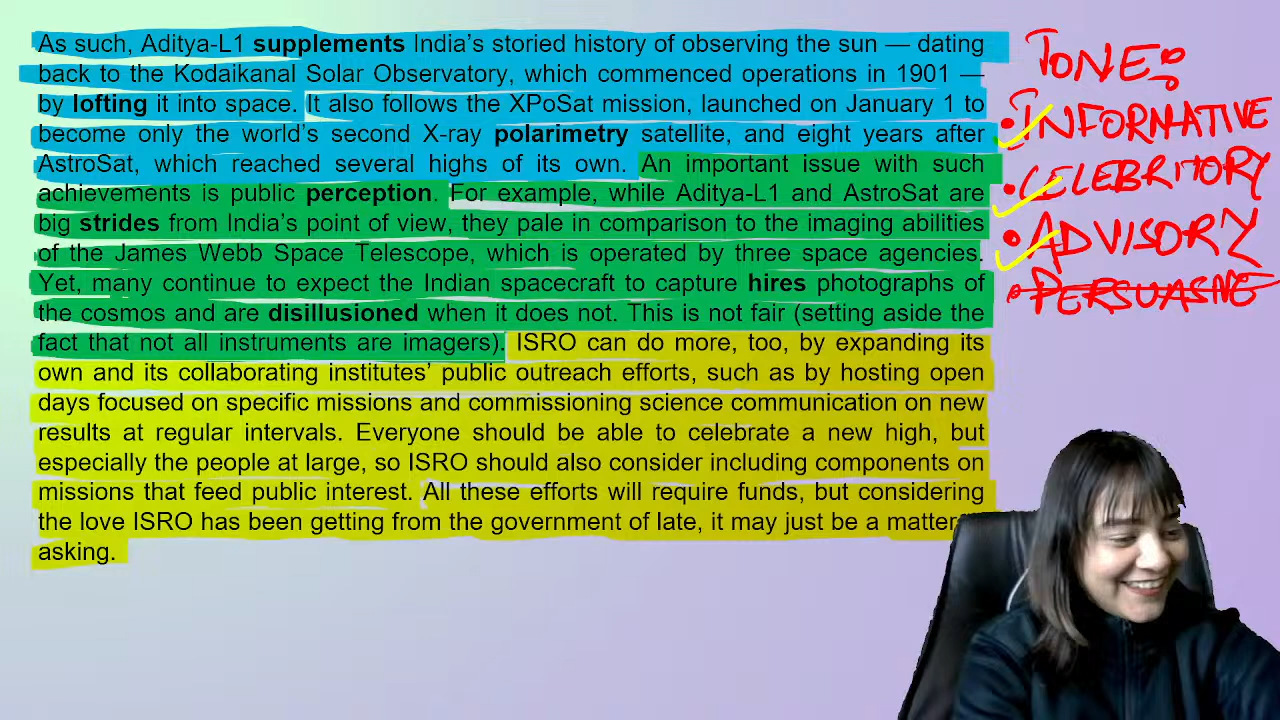 As such, Aditya-L1 supplements India's storied history of observing the sun — dating
back to the Kodaikanal Solar Observatory, which commenced operations in 1901 —
by lofting it into space. It also follows the XPoSat mission, launched on January 1 to
become only the world's second X-ray polarimetry satellite, and eight years after
AstroSat, which reached several highs of its own. An important issue with such
achievements is public perception. For example, while Aditya-L1 and AstroSat are
big strides from India's point of view, they pale in comparison to the imaging abilities
of the James Webb Space Telescope, which is operated by three space agencies.
Yet, many continue to expect the Indian spacecraft to capture hires photographs of
the cosmos and are disillusioned when it does not. This is not fair (setting aside the
fact that not all instruments are imagers). ISRO can do more, too, by expanding its
own and its collaborating institutes' public outreach efforts, such as by hosting open
days focused on specific missions and commissioning science communication on new
results at regular intervals. Everyone should be able to celebrate a new high, but
especially the people at large, so ISRO should also consider including components on
missions that feed public interest. All these efforts will require funds, but considering
the love ISRO has been getting from the government of late, it may just be a matter
asking.
TONE:
• INFORMATIVE
• CELEBRITORY
• ADVISORY
• PERSUASIVE